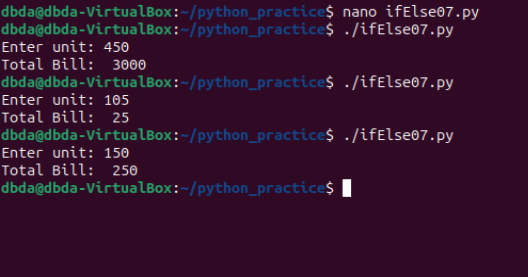 dbda@dbda-VirtualBox:~/python_practice$ nano ifElse07.py
dbda@dbda-VirtualBox:~/python_practice$ ./ifElse07.py
Enter unit: 450
Total Bill:  3000
dbda@dbda-VirtualBox:~/python_practice$ ./ifElse07.py
Enter unit: 105
Total Bill:  25
dbda@dbda-VirtualBox:~/python_practice$ ./ifElse07.py
Enter unit: 150
Total Bill:  250
dbda@dbda-VirtualBox:~/python_practice$